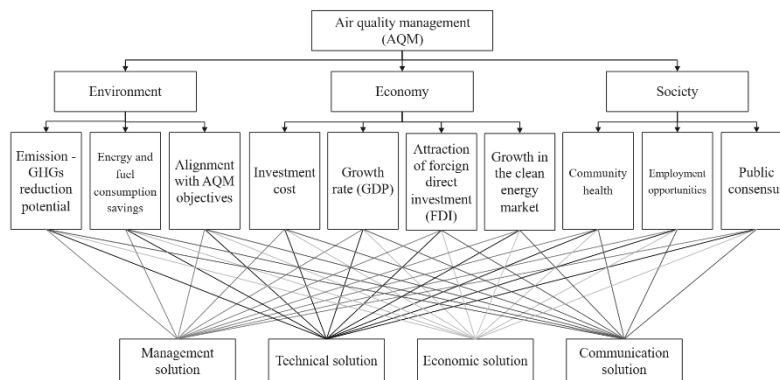 Air quality management
(AQM)
Environment
Economy
Society
Emission -
GHGs
reduction
potential
Energy and
fuel
consumption
savings
Alignment
with AQM
objectives
Investment
cost
Growth
rate (GDP)
Attraction
of foreign
direct
investment
(FDI)
Growth in
the clean
energy
market
Community
health
Employment
opportunities
Public
consensus
Management
solution
Technical solution
Economic solution
Communication
solution